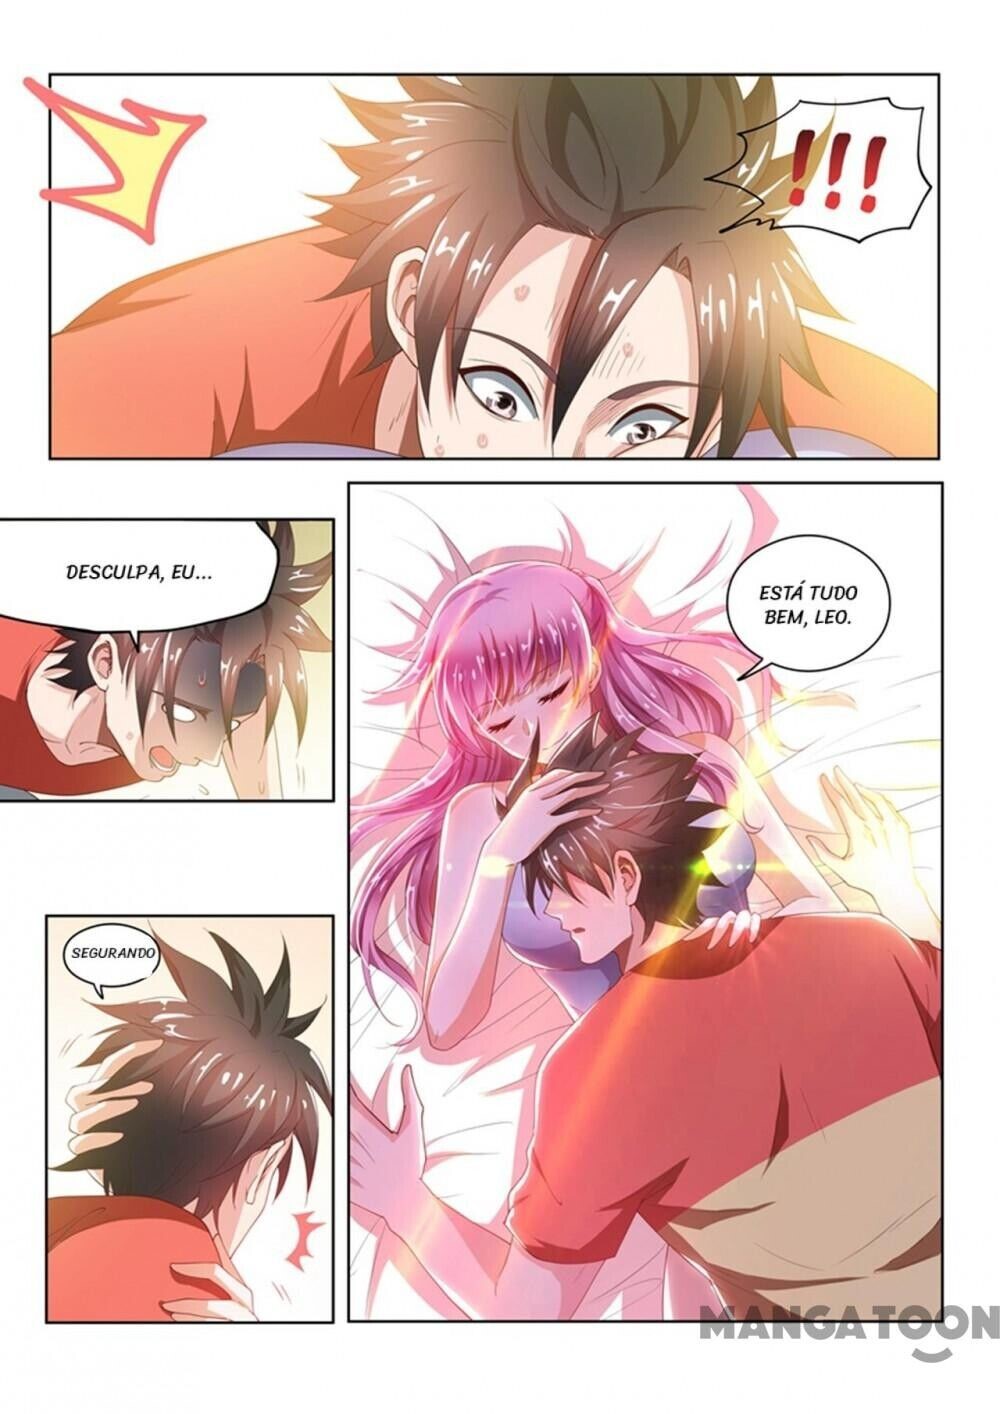 !!!
DESCULPA, EU...
ESTÁ TUDO
BEM, LEO.
SEGURANDO
MANGATOON